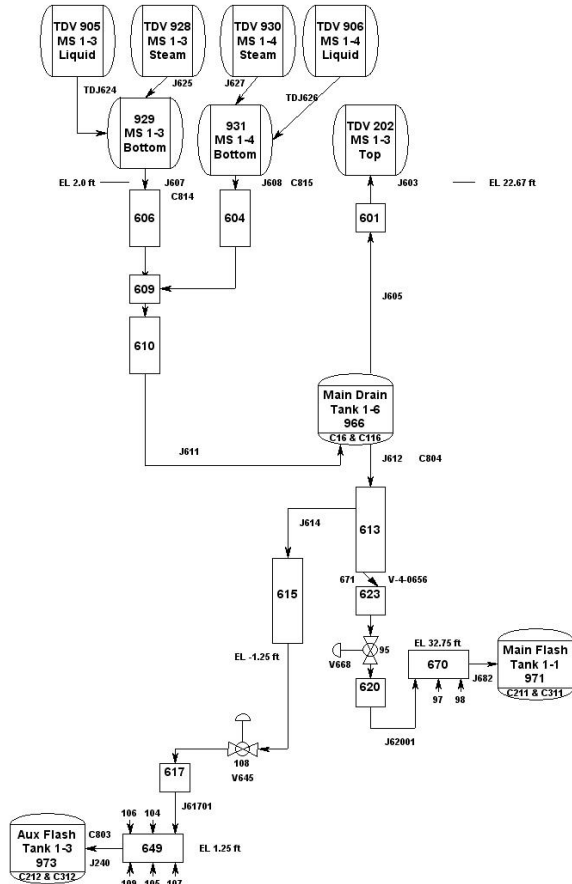 TDV 905
MS 1-3
Liquid
TDV 928
MS 1-3
Steam
TDV 930
MS 1-4
Steam
TDV 906
MS 1-4
Liquid
TDJ624
J625
J627
TDJ626
929
MS 1-3
Bottom
931
MS 1-4
Bottom
TDV 202
MS 1-3
Top
EL 2.0 ft
J607
C814
J608
C815
J603
EL 22.67 ft
606
604
601
609
J605
610
Main Drain
Tank 1-6
966
C16 & C116
J611
J612
C804
J614
613
671
V-4-0656
615
623
EL -1.25 ft
V668
95
EL 32.75 ft
670
Main Flash
Tank 1-1
971
C211 & C311
J682
620
97
98
J62001
108
V645
617
J61701
106
104
C803
Aux Flash
Tank 1-3
973
C212 & C312
649
EL 1.25 ft
J240
109
105
107